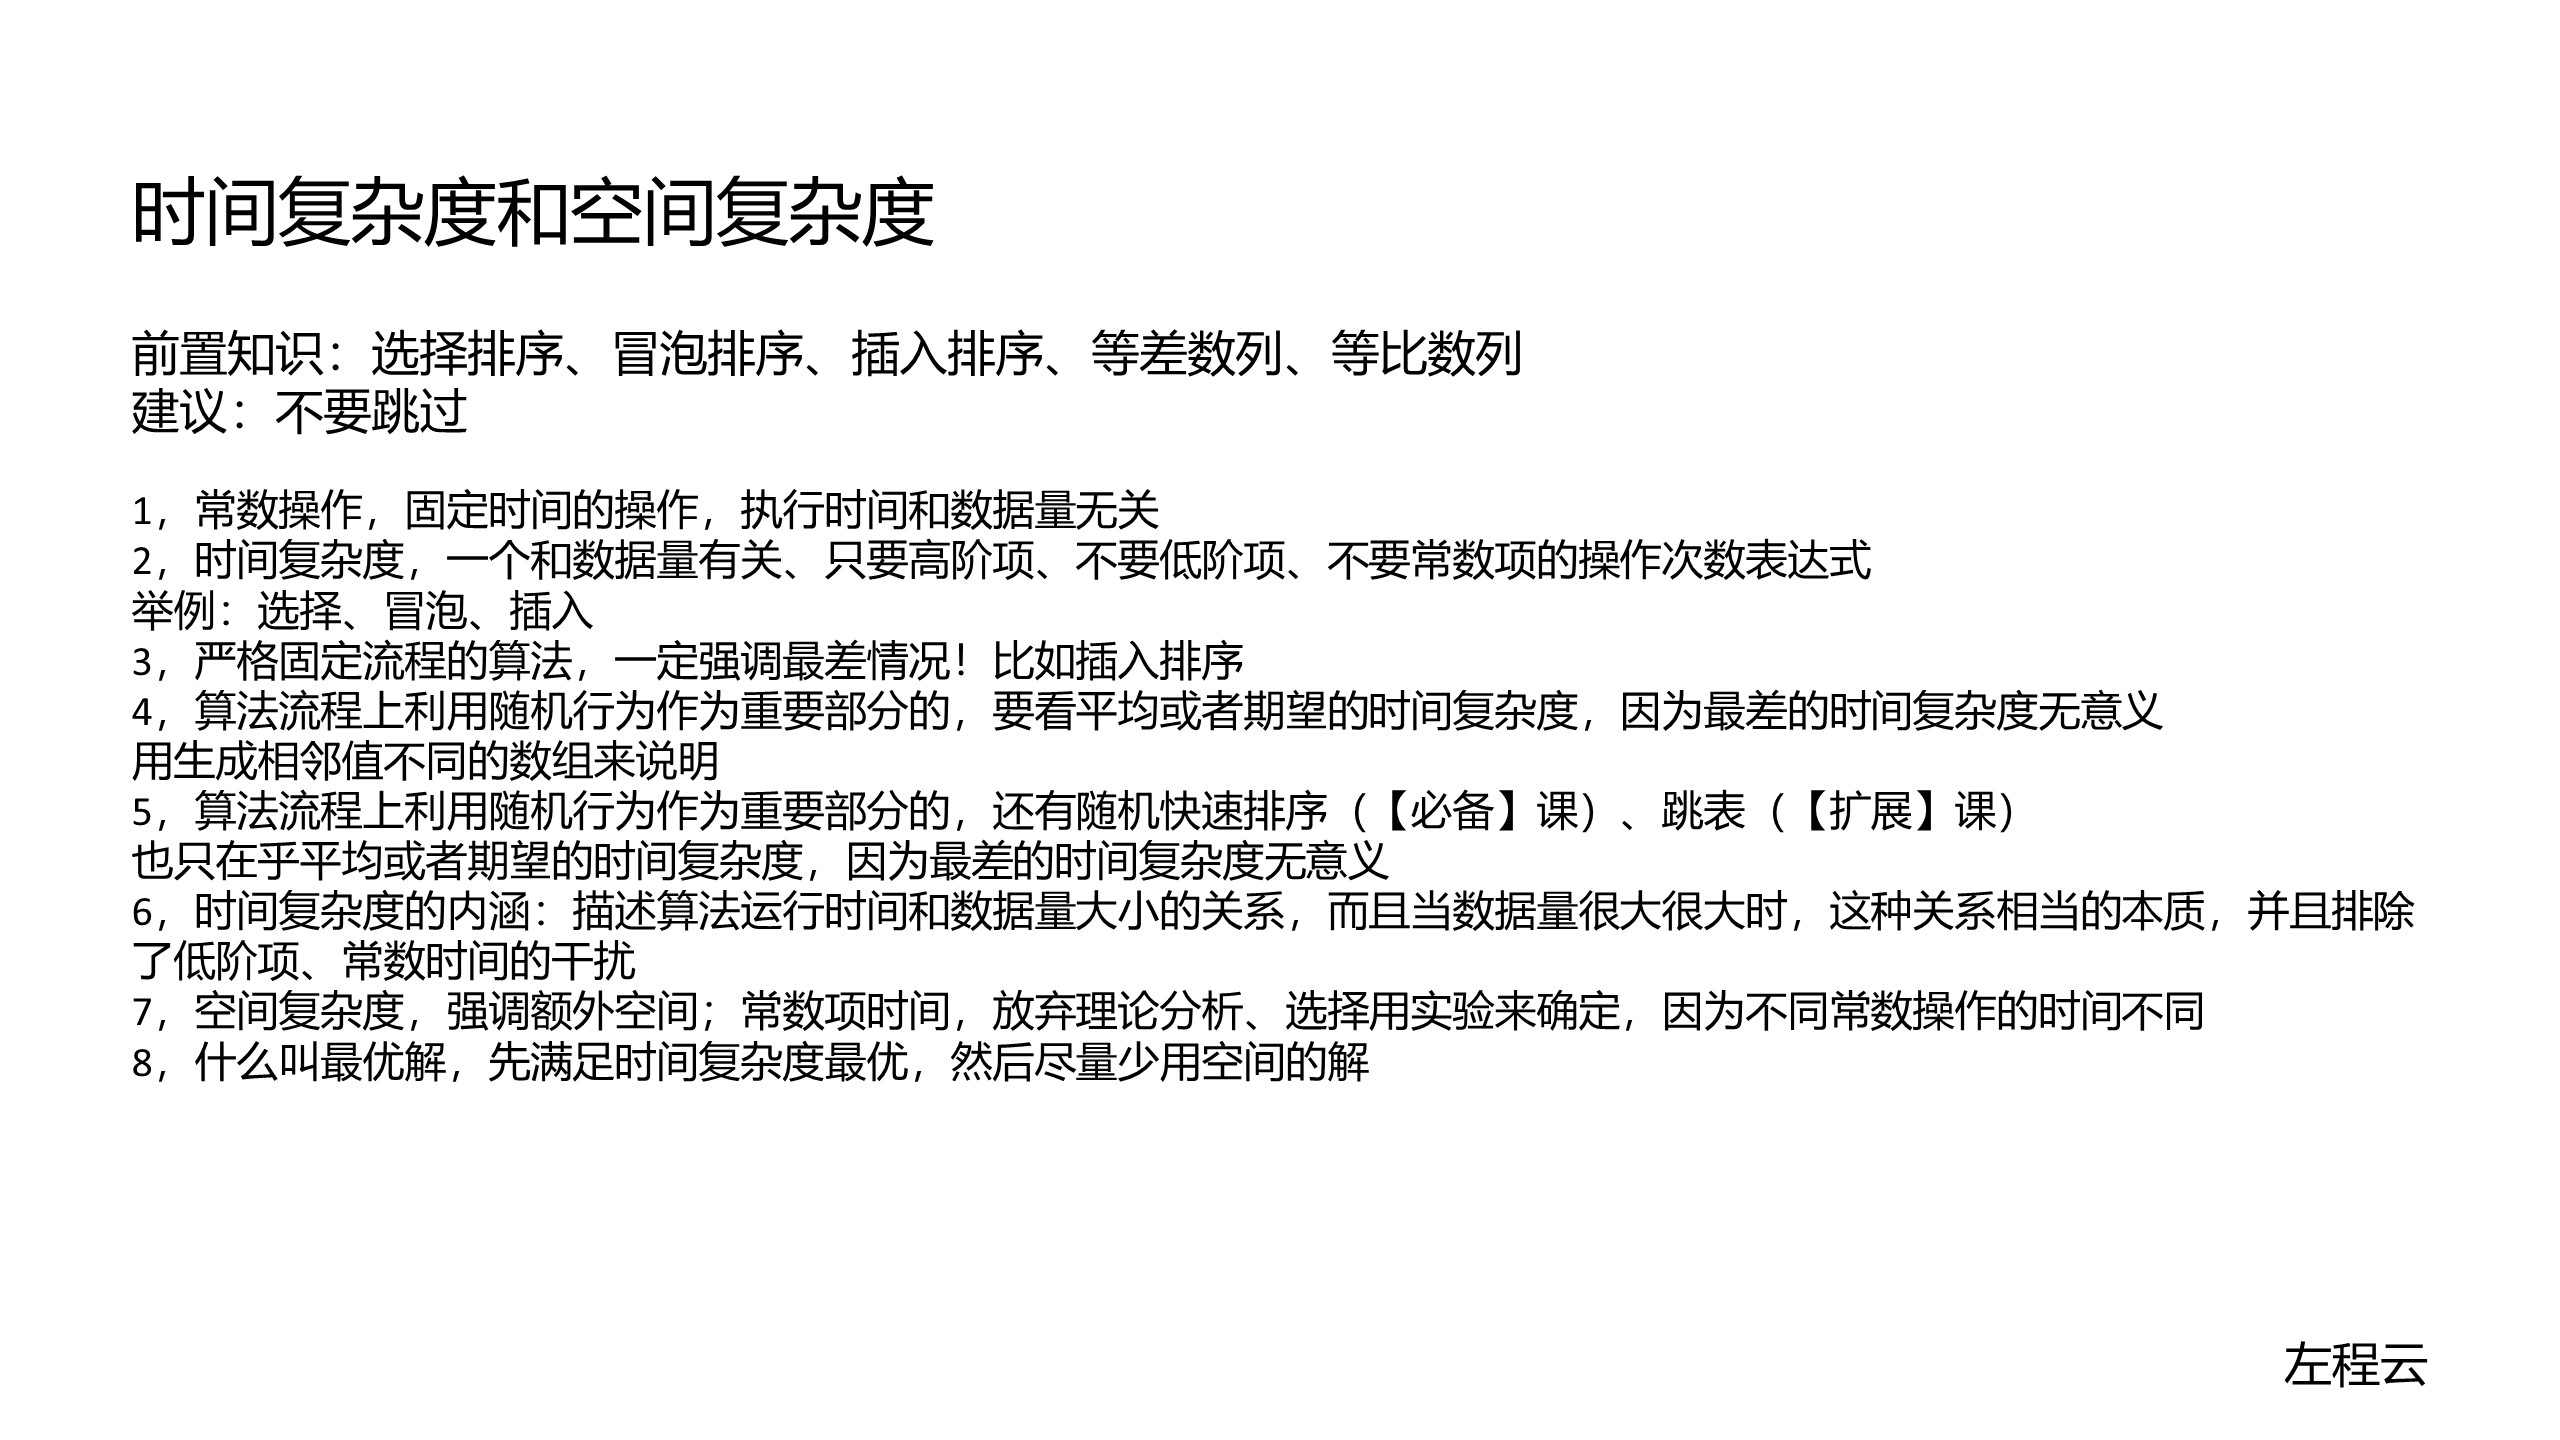 时间复杂度和空间复杂度
前置知识：选择排序、冒泡排序、插入排序、等差数列、等比数列
建议：不要跳过
1，常数操作，固定时间的操作，执行时间和数据量无关
2，时间复杂度，一个和数据量有关、只要高阶项、不要低阶项、不要常数项的操作次数表达式
举例：选择、冒泡、插入
3，严格固定流程的算法，一定强调最差情况！比如插入排序
4，算法流程上利用随机行为作为重要部分的，要看平均或者期望的时间复杂度，因为最差的时间复杂度无意义
用生成相邻值不同的数组来说明
5，算法流程上利用随机行为作为重要部分的，还有随机快速排序（【必备】课）、跳表（【扩展】课）
也只在乎平均或者期望的时间复杂度，因为最差的时间复杂度无意义
6，时间复杂度的内涵：描述算法运行时间和数据量大小的关系，而且当数据量很大很大时，这种关系相当的本质，并且排除
了低阶项、常数时间的干扰
7，空间复杂度，强调额外空间；常数项时间，放弃理论分析、选择用实验来确定，因为不同常数操作的时间不同
8，什么叫最优解，先满足时间复杂度最优，然后尽量少用空间的解
左程云